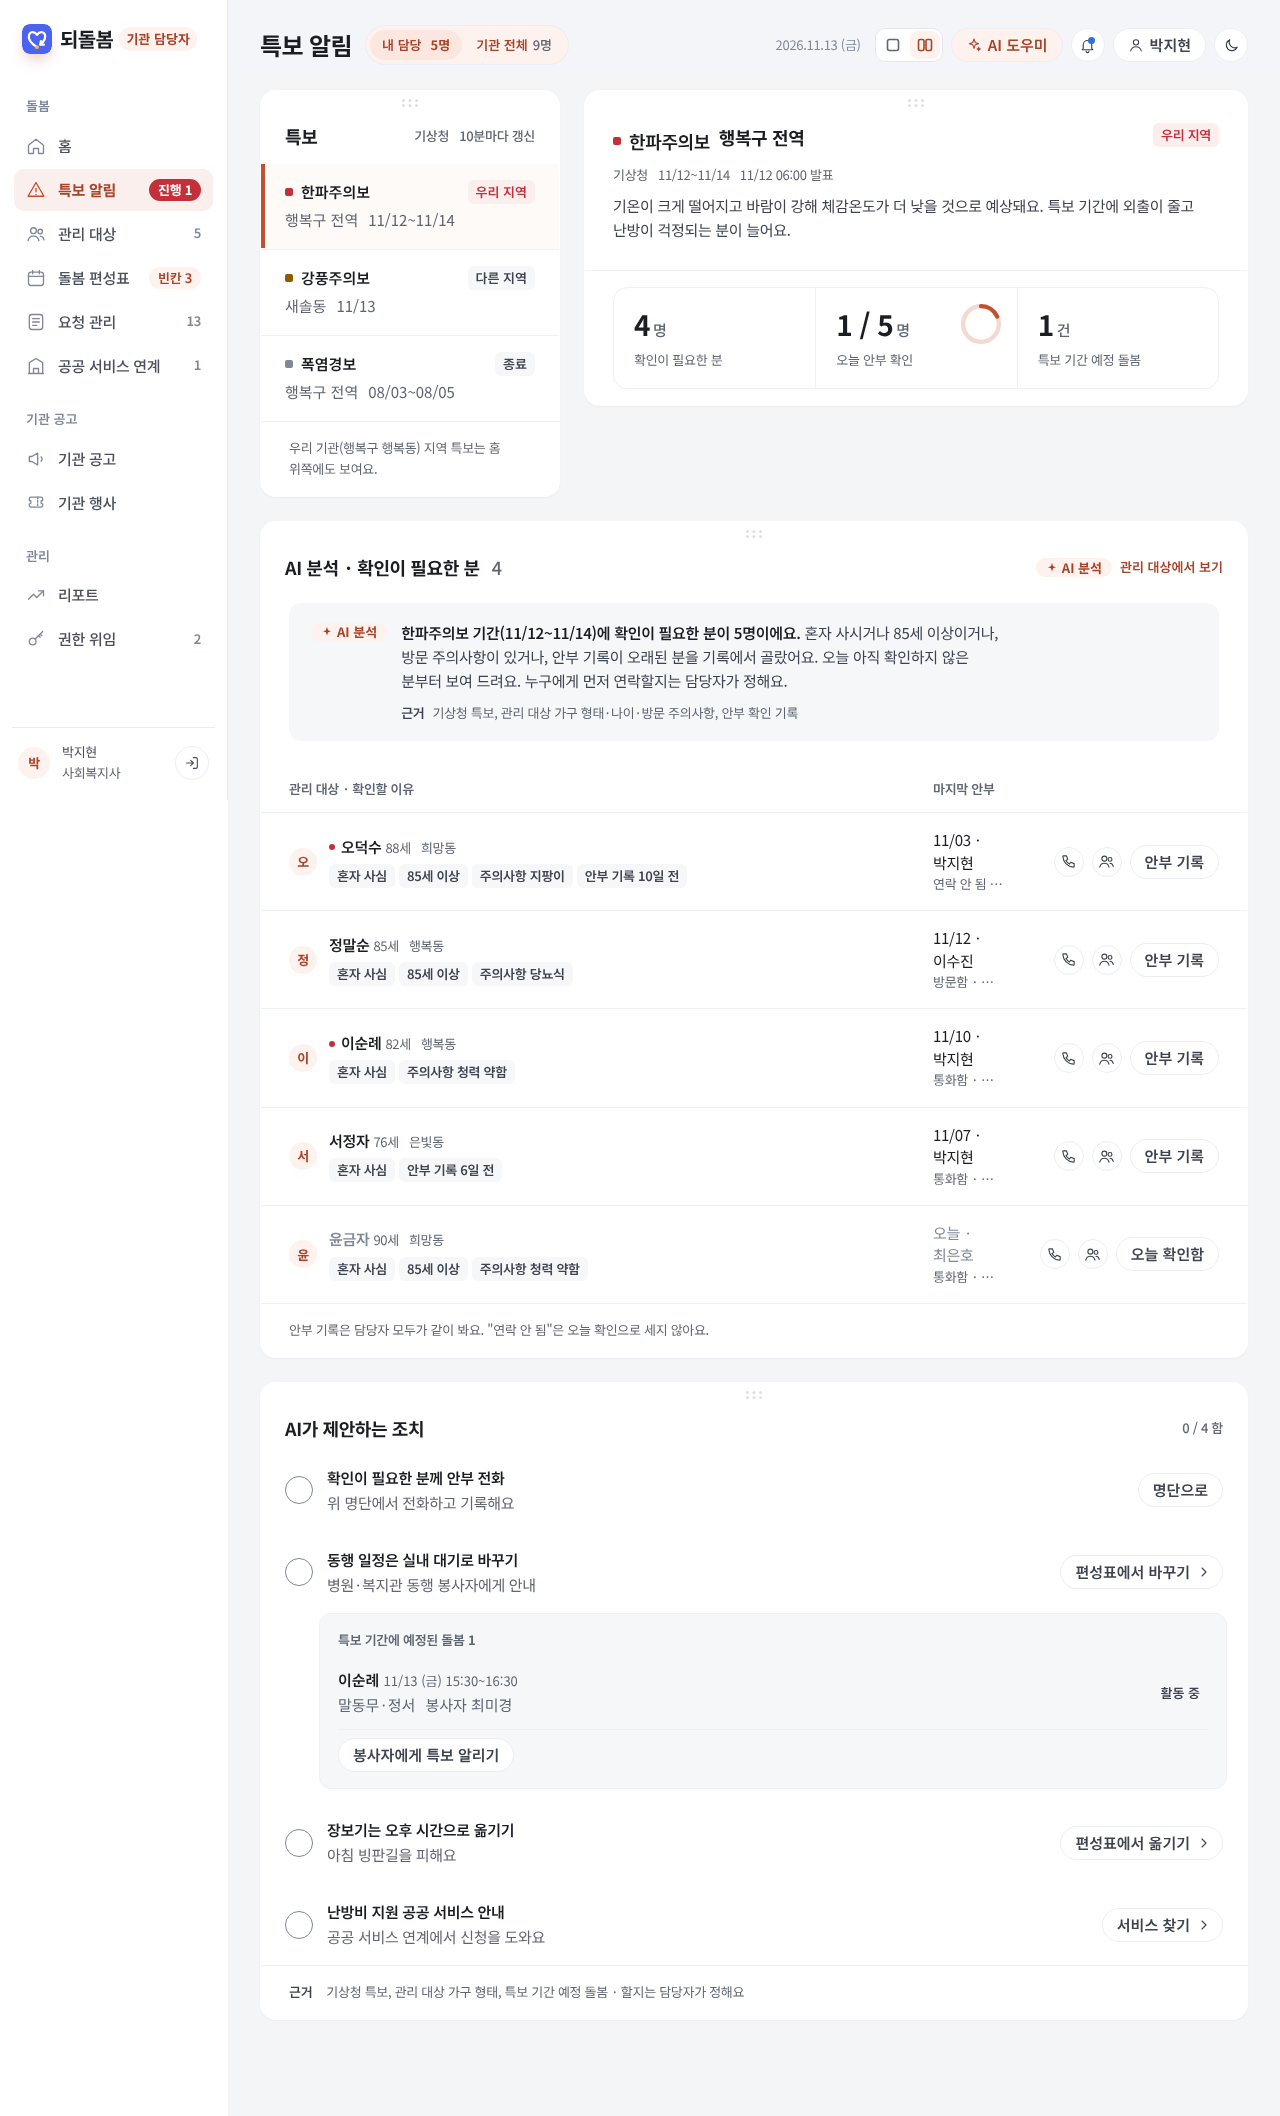 되돌봄 기관 담당자
돌봄
홈
특보 알림 진행 1
관리 대상 5
돌봄 편성표 빈칸 3
요청 관리 13
공공 서비스 연계 1
기관 공고
기관 공고
기관 행사
관리
리포트
권한 위임 2
박 박지현
사회복지사
특보 알림 내 담당 5명 기관 전체 9명 2026.11.13 (금) AI 도우미 박지현
특보 기상청 10분마다 갱신
한파주의보 우리 지역
행복구 전역 11/12~11/14
강풍주의보 다른 지역
새솔동 11/13
폭염경보 종료
행복구 전역 08/03~08/05
우리 기관(행복구 행복동) 지역 특보는 홈
위쪽에도 보여요.
한파주의보 행복구 전역 우리 지역
기상청 11/12~11/14 11/12 06:00 발표
기온이 크게 떨어지고 바람이 강해 체감온도가 더 낮을 것으로 예상돼요. 특보 기간에 외출이 줄고
난방이 걱정되는 분이 늘어요.
4 명
확인이 필요한 분
1 / 5 명
오늘 안부 확인
1 건
특보 기간 예정 돌봄
AI 분석 · 확인이 필요한 분 4 AI 분석 관리 대상에서 보기
AI 분석 한파주의보 기간(11/12~11/14)에 확인이 필요한 분이 5명이에요. 혼자 사시거나 85세 이상이거나,
방문 주의사항이 있거나, 안부 기록이 오래된 분을 기록에서 골랐어요. 오늘 아직 확인하지 않은
분부터 보여 드려요. 누구에게 먼저 연락할지는 담당자가 정해요.
근거 기상청 특보, 관리 대상 가구 형태·나이·방문 주의사항, 안부 확인 기록
관리 대상 · 확인할 이유 마지막 안부
오 오덕수 88세 희망동
혼자 사심 85세 이상 주의사항 지팡이 안부 기록 10일 전
11/03 ·
박지현
연락 안 됨 …
안부 기록
정 정말순 85세 행복동
혼자 사심 85세 이상 주의사항 당뇨식
11/12 ·
이수진
방문함 · …
안부 기록
이 이순례 82세 행복동
혼자 사심 주의사항 청력 약함
11/10 ·
박지현
통화함 · …
안부 기록
서 서정자 76세 은빛동
혼자 사심 안부 기록 6일 전
11/07 ·
박지현
통화함 · …
안부 기록
윤 윤금자 90세 희망동
혼자 사심 85세 이상 주의사항 청력 약함
오늘 ·
최은호
통화함 · …
오늘 확인함
안부 기록은 담당자 모두가 같이 봐요. "연락 안 됨"은 오늘 확인으로 세지 않아요.
AI가 제안하는 조치 0 / 4 함
확인이 필요한 분께 안부 전화
위 명단에서 전화하고 기록해요
명단으로
동행 일정은 실내 대기로 바꾸기
병원·복지관 동행 봉사자에게 안내
편성표에서 바꾸기
특보 기간에 예정된 돌봄 1
이순례 11/13 (금) 15:30~16:30
말동무·정서 봉사자 최미경
활동 중
봉사자에게 특보 알리기
장보기는 오후 시간으로 옮기기
아침 빙판길을 피해요
편성표에서 옮기기
난방비 지원 공공 서비스 안내
공공 서비스 연계에서 신청을 도와요
서비스 찾기
근거 기상청 특보, 관리 대상 가구 형태, 특보 기간 예정 돌봄 · 할지는 담당자가 정해요